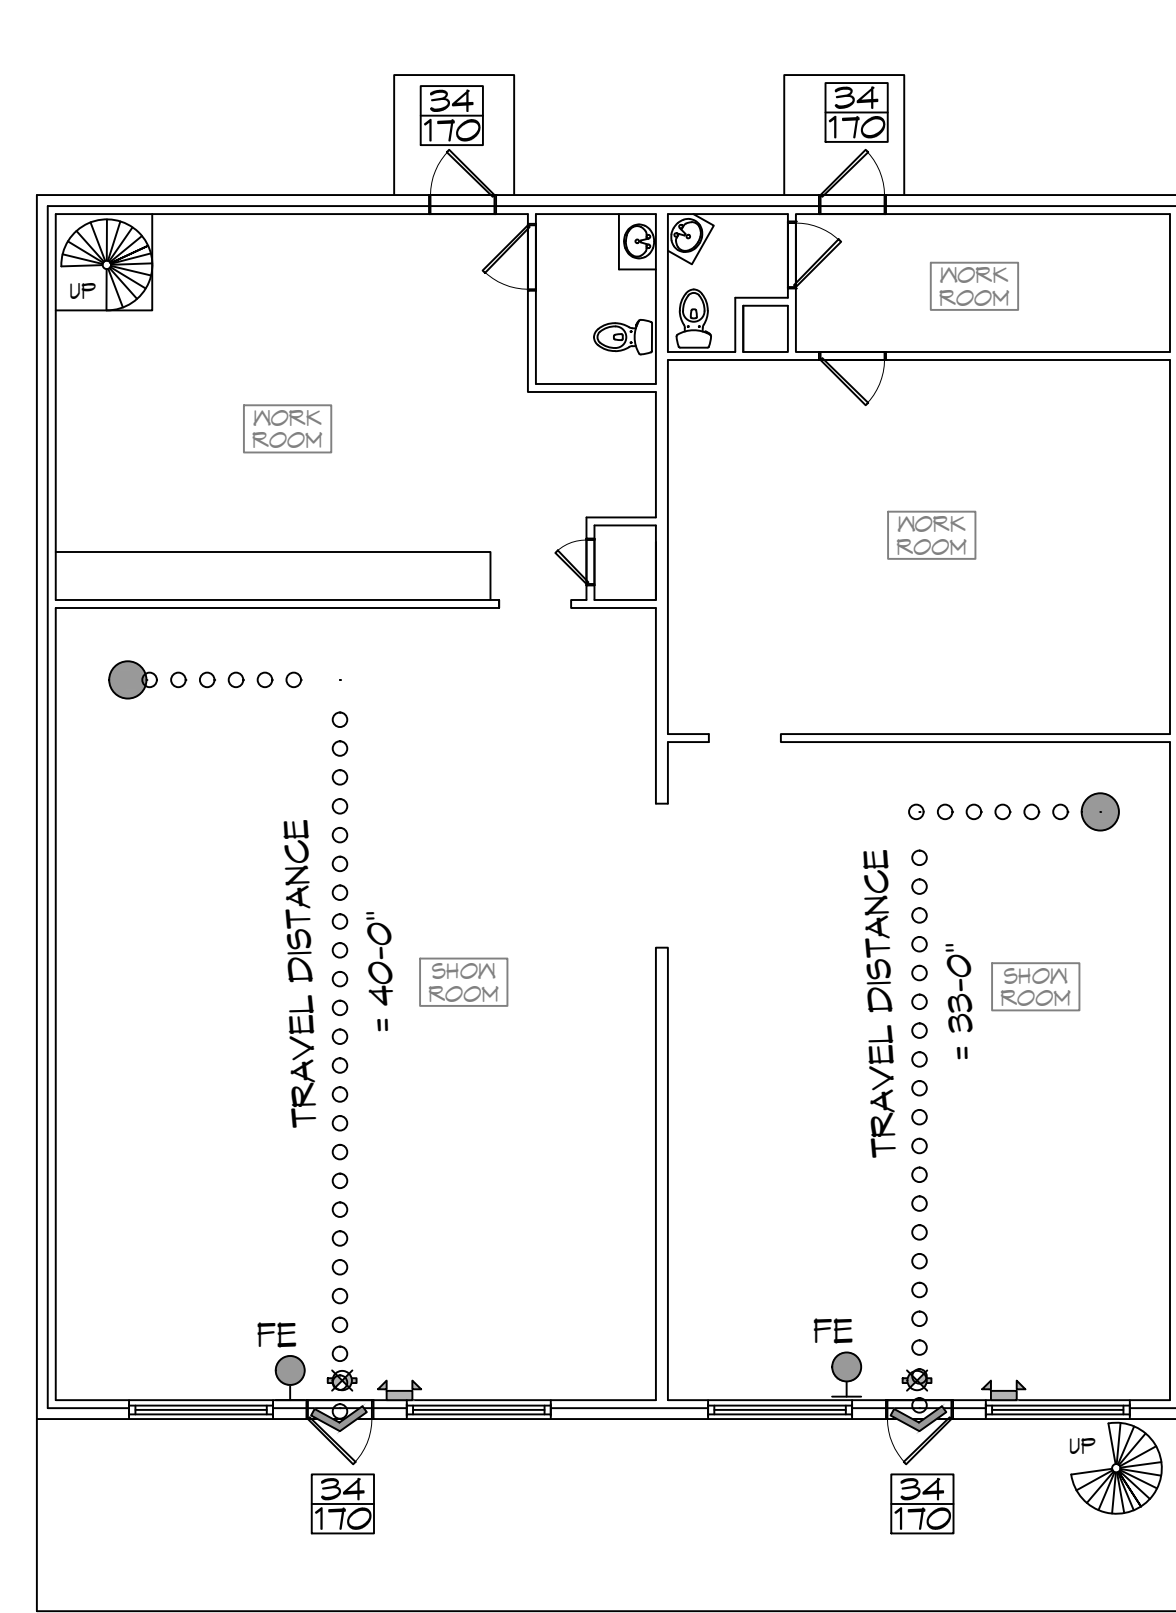 34
170
34
170
UP
WORK
ROOM
WORK
ROOM
WORK
ROOM
TRAVEL DISTANCE
= 40-0"
SHOW
ROOM
TRAVEL DISTANCE
= 33-0"
SHOW
ROOM
FE
FE
UP
34
170
34
170